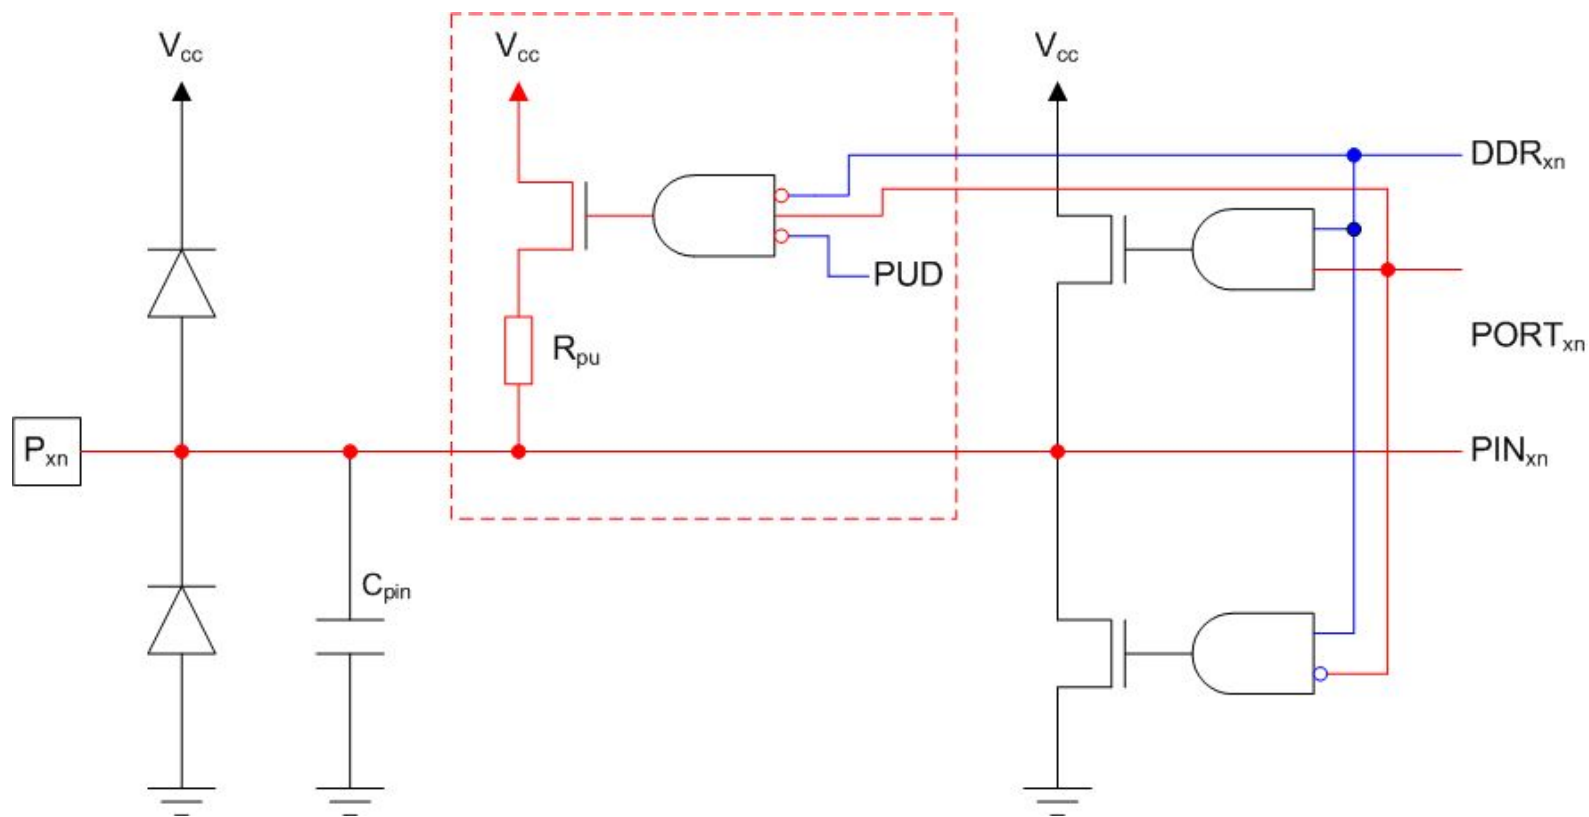 Vcc
Vcc
Vcc
DDRxn
PUD
PORTxn
Rpu
Pxn
PINxn
Cpin